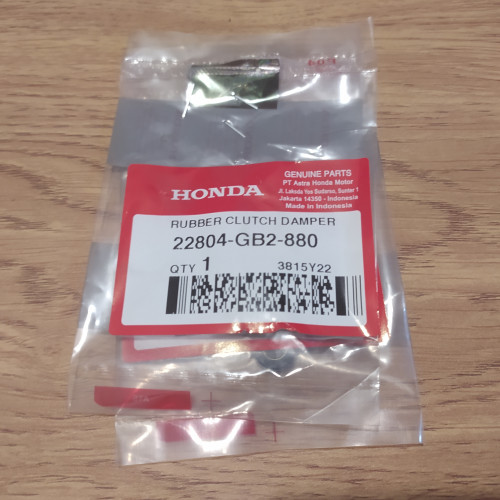 HONDA
GENUINE PARTS
PT Astra Honda Motor
Jl. Laksda Yos Sudarso, Sunter 1
Jakarta 14350 - Indonesia
Made in Indonesia
RUBBER CLUTCH DAMPER
22804-GB2-880
QTY 1
3815Y22